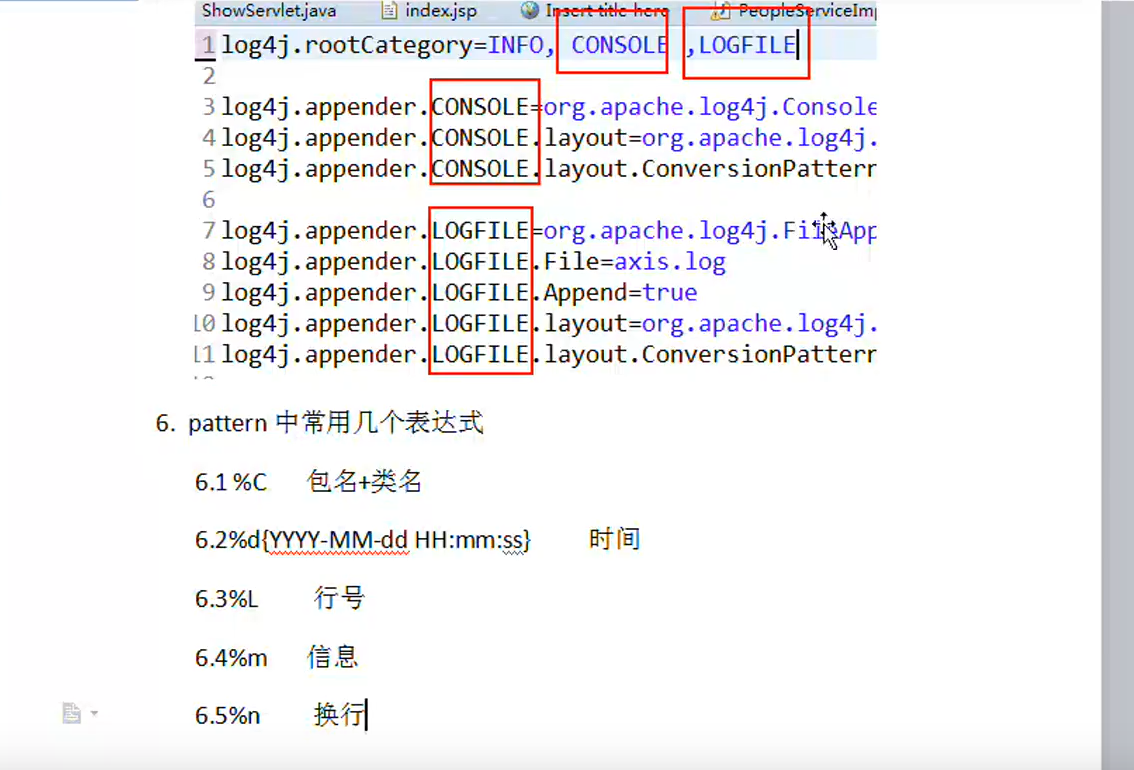 ShowServlet.java index.jsp Insert title here PeopleServiceImp
1 log4j.rootCategory=INFO, CONSOLE ,LOGFILE
2
3 log4j.appender.CONSOLE=org.apache.log4j.Console
4 log4j.appender.CONSOLE.layout=org.apache.log4j.
5 log4j.appender.CONSOLE.layout.ConversionPattern
6
7 log4j.appender.LOGFILE=org.apache.log4j.FileApp
8 log4j.appender.LOGFILE.File=axis.log
9 log4j.appender.LOGFILE.Append=true
10 log4j.appender.LOGFILE.layout=org.apache.log4j.
11 log4j.appender.LOGFILE.layout.ConversionPattern
6. pattern 中常用几个表达式
6.1 %C 包名+类名
6.2%d{YYYY-MM-dd HH:mm:ss} 时间
6.3%L 行号
6.4%m 信息
6.5%n 换行